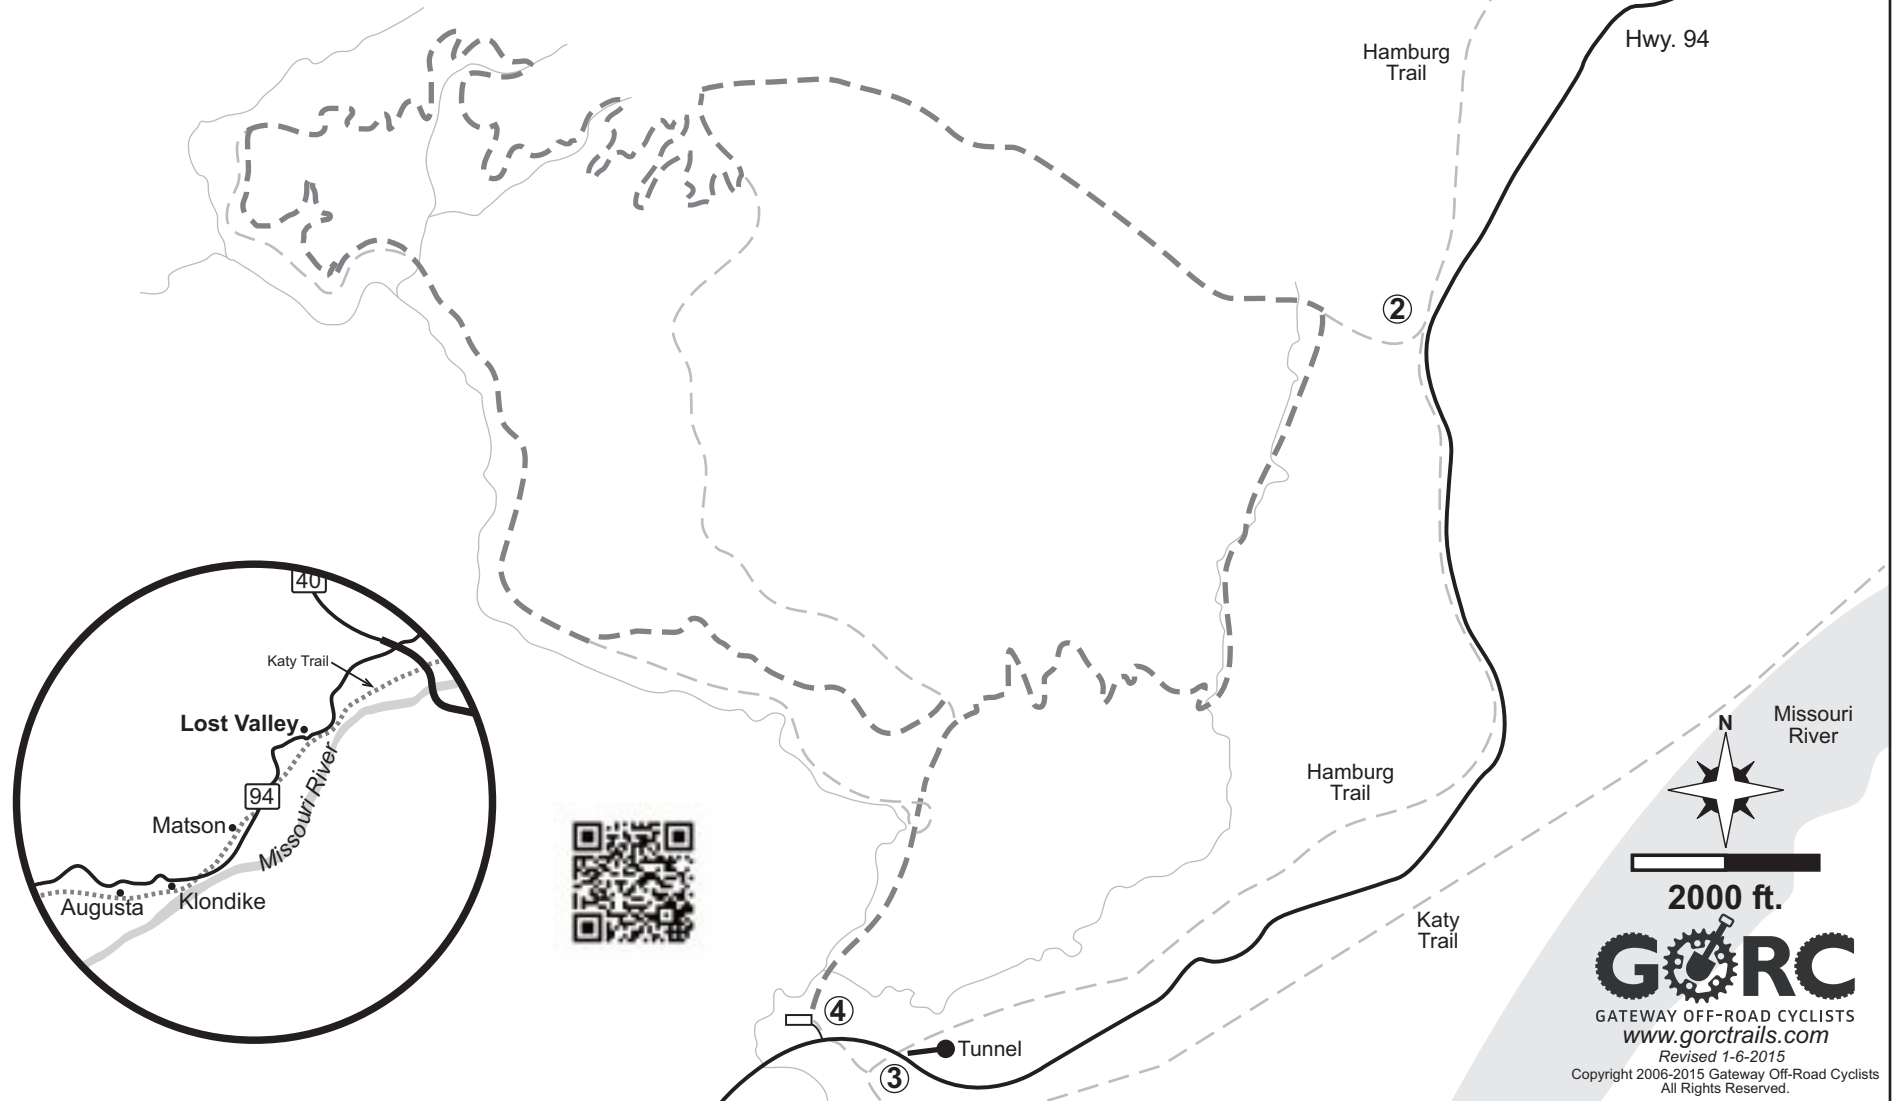 Hwy. 94
Hamburg
Trail
2
40
Katy Trail
Lost Valley
94
Matson
Missouri River
Augusta
Klondike
Missouri
River
N
Hamburg
Trail
2000 ft.
Katy
Trail
GORC
GATEWAY OFF-ROAD CYCLISTS
www.gorctrails.com
Revised 1-6-2015
Copyright 2006-2015 Gateway Off-Road Cyclists
All Rights Reserved.
4
Tunnel
3